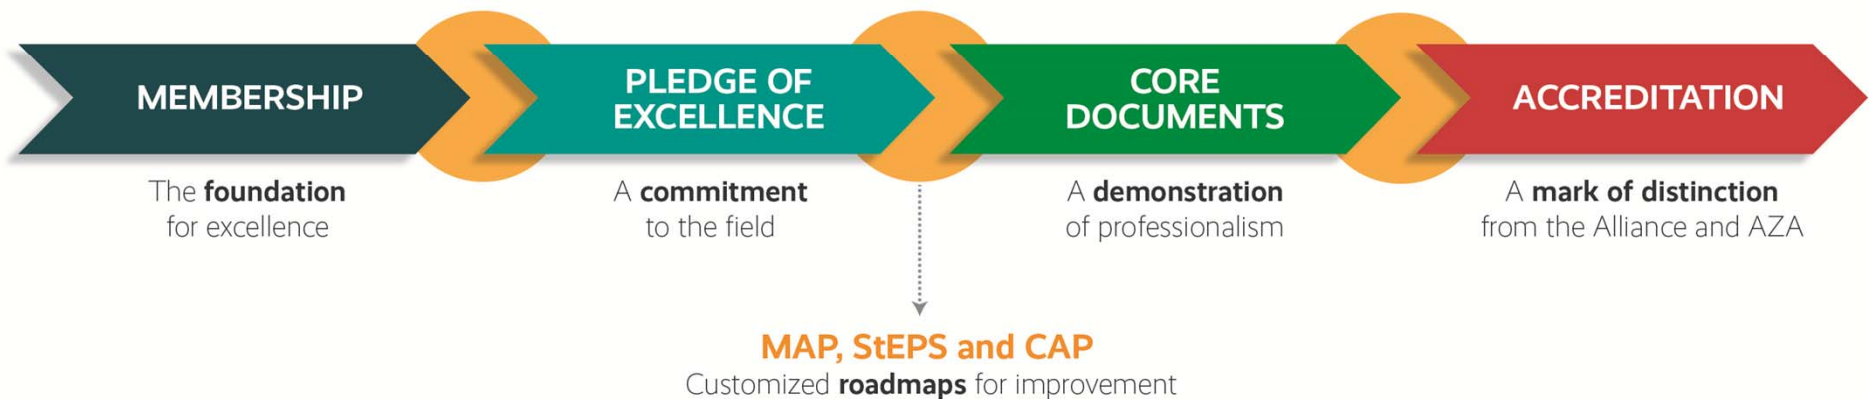 MEMBERSHIP
The foundation
for excellence
PLEDGE OF
EXCELLENCE
A commitment
to the field
CORE
DOCUMENTS
A demonstration
of professionalism
ACCREDITATION
A mark of distinction
from the Alliance and AZA
MAP, StEPS and CAP
Customized roadmaps for improvement